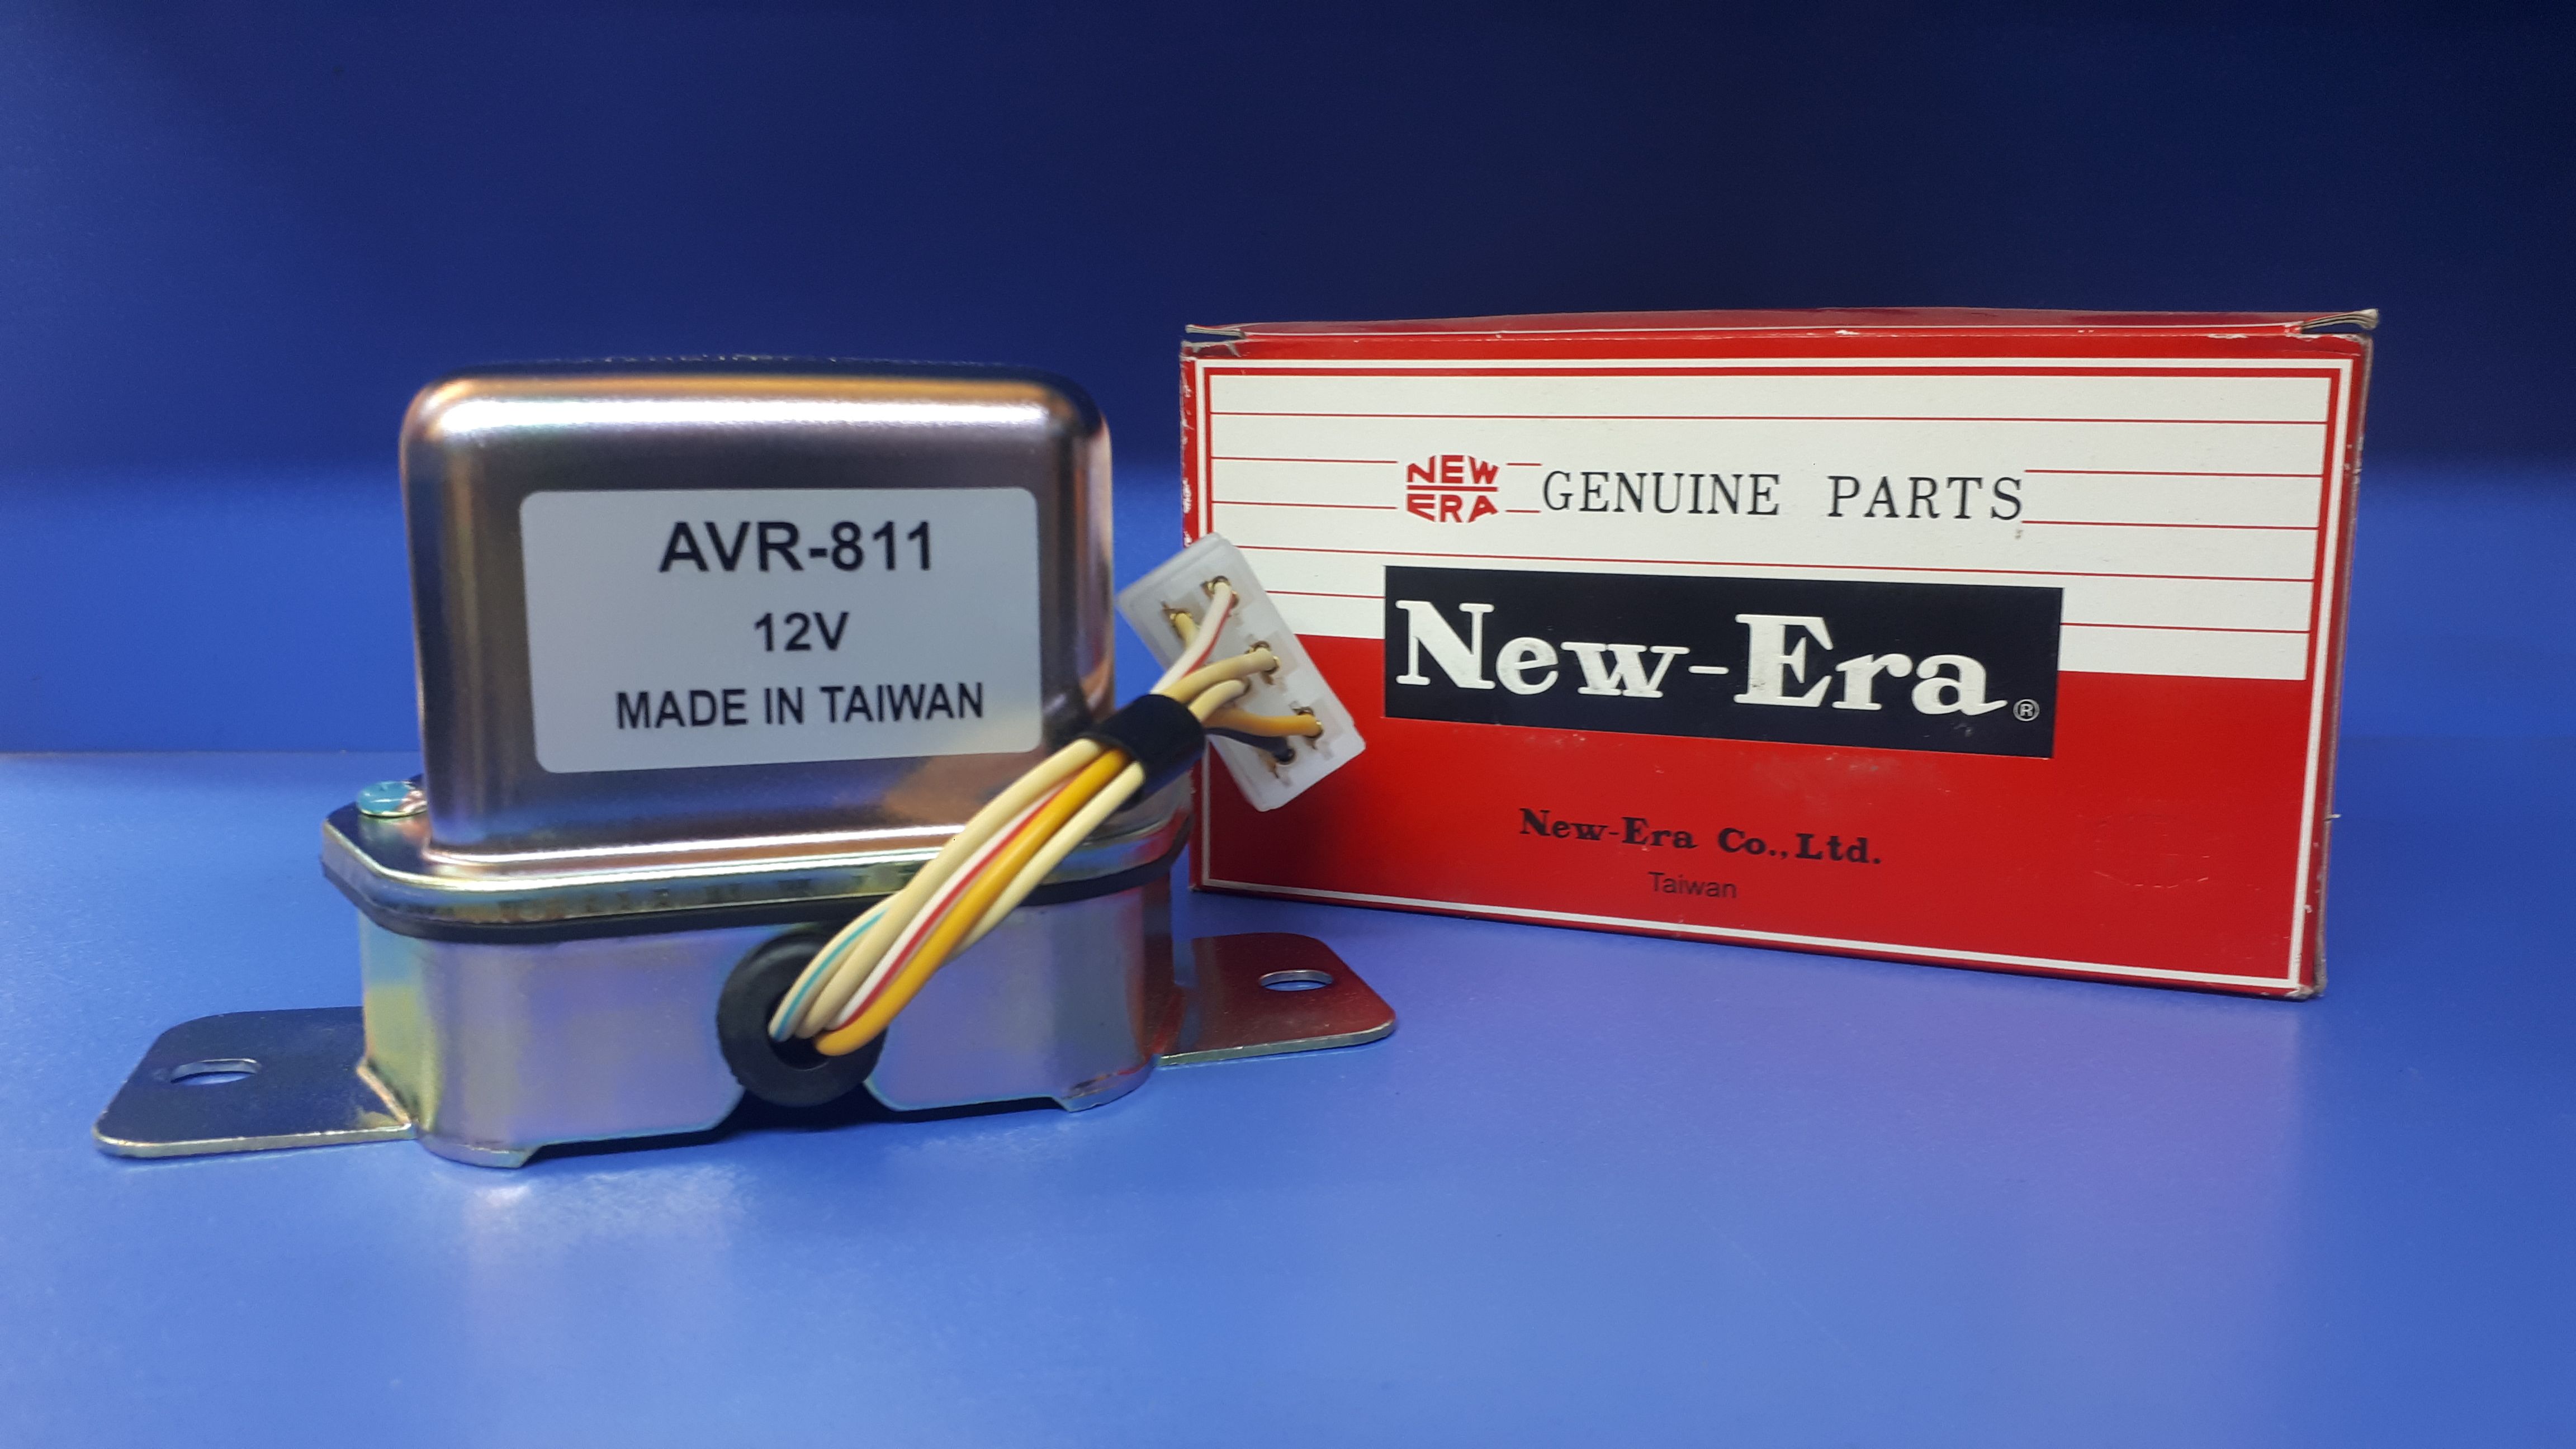 AVR-811
12V
MADE IN TAIWAN
NEW
ERA
GENUINE PARTS
New-Era®
New-Era Co.,Ltd.
Taiwan